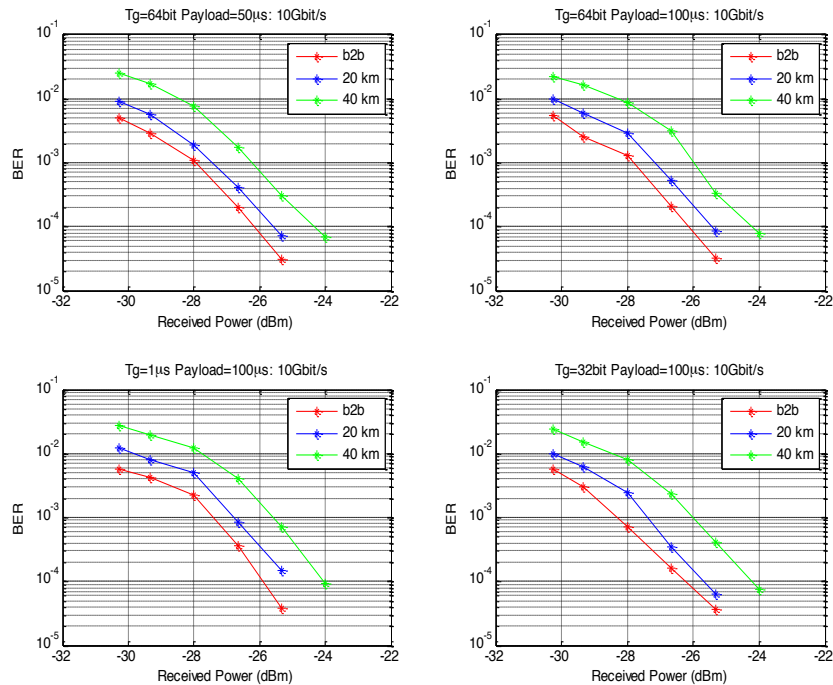 Tg=64bit Payload=50μs: 10Gbit/s
10^-1
10^-2
10^-3
10^-4
10^-5
BER
b2b
20 km
40 km
-32 -30 -28 -26 -24 -22
Received Power (dBm)
Tg=64bit Payload=100μs: 10Gbit/s
10^-1
10^-2
10^-3
10^-4
10^-5
BER
b2b
20 km
40 km
-32 -30 -28 -26 -24 -22
Received Power (dBm)
Tg=1μs Payload=100μs: 10Gbit/s
10^-1
10^-2
10^-3
10^-4
10^-5
BER
b2b
20 km
40 km
-32 -30 -28 -26 -24 -22
Received Power (dBm)
Tg=32bit Payload=100μs: 10Gbit/s
10^-1
10^-2
10^-3
10^-4
10^-5
BER
b2b
20 km
40 km
-32 -30 -28 -26 -24 -22
Received Power (dBm)